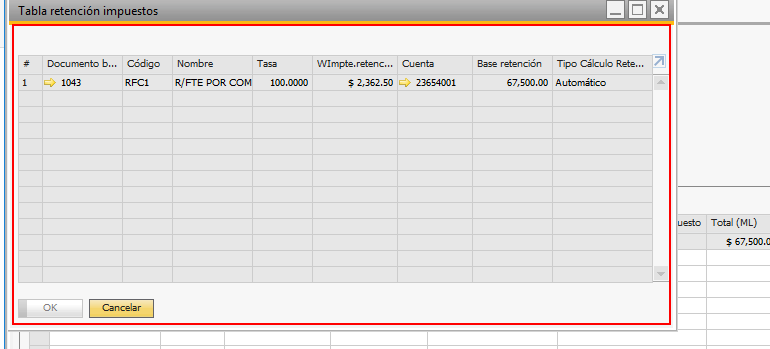 Tabla retención impuestos
# Documento b... Código Nombre Tasa WImpte.retenc... Cuenta Base retención Tipo Cálculo Rete...
1 1043 RFC1 R/FTE POR COM 100.0000 $ 2,362.50 23654001 67,500.00 Automático
uesto Total (ML)
$ 67,500.0
OK Cancelar